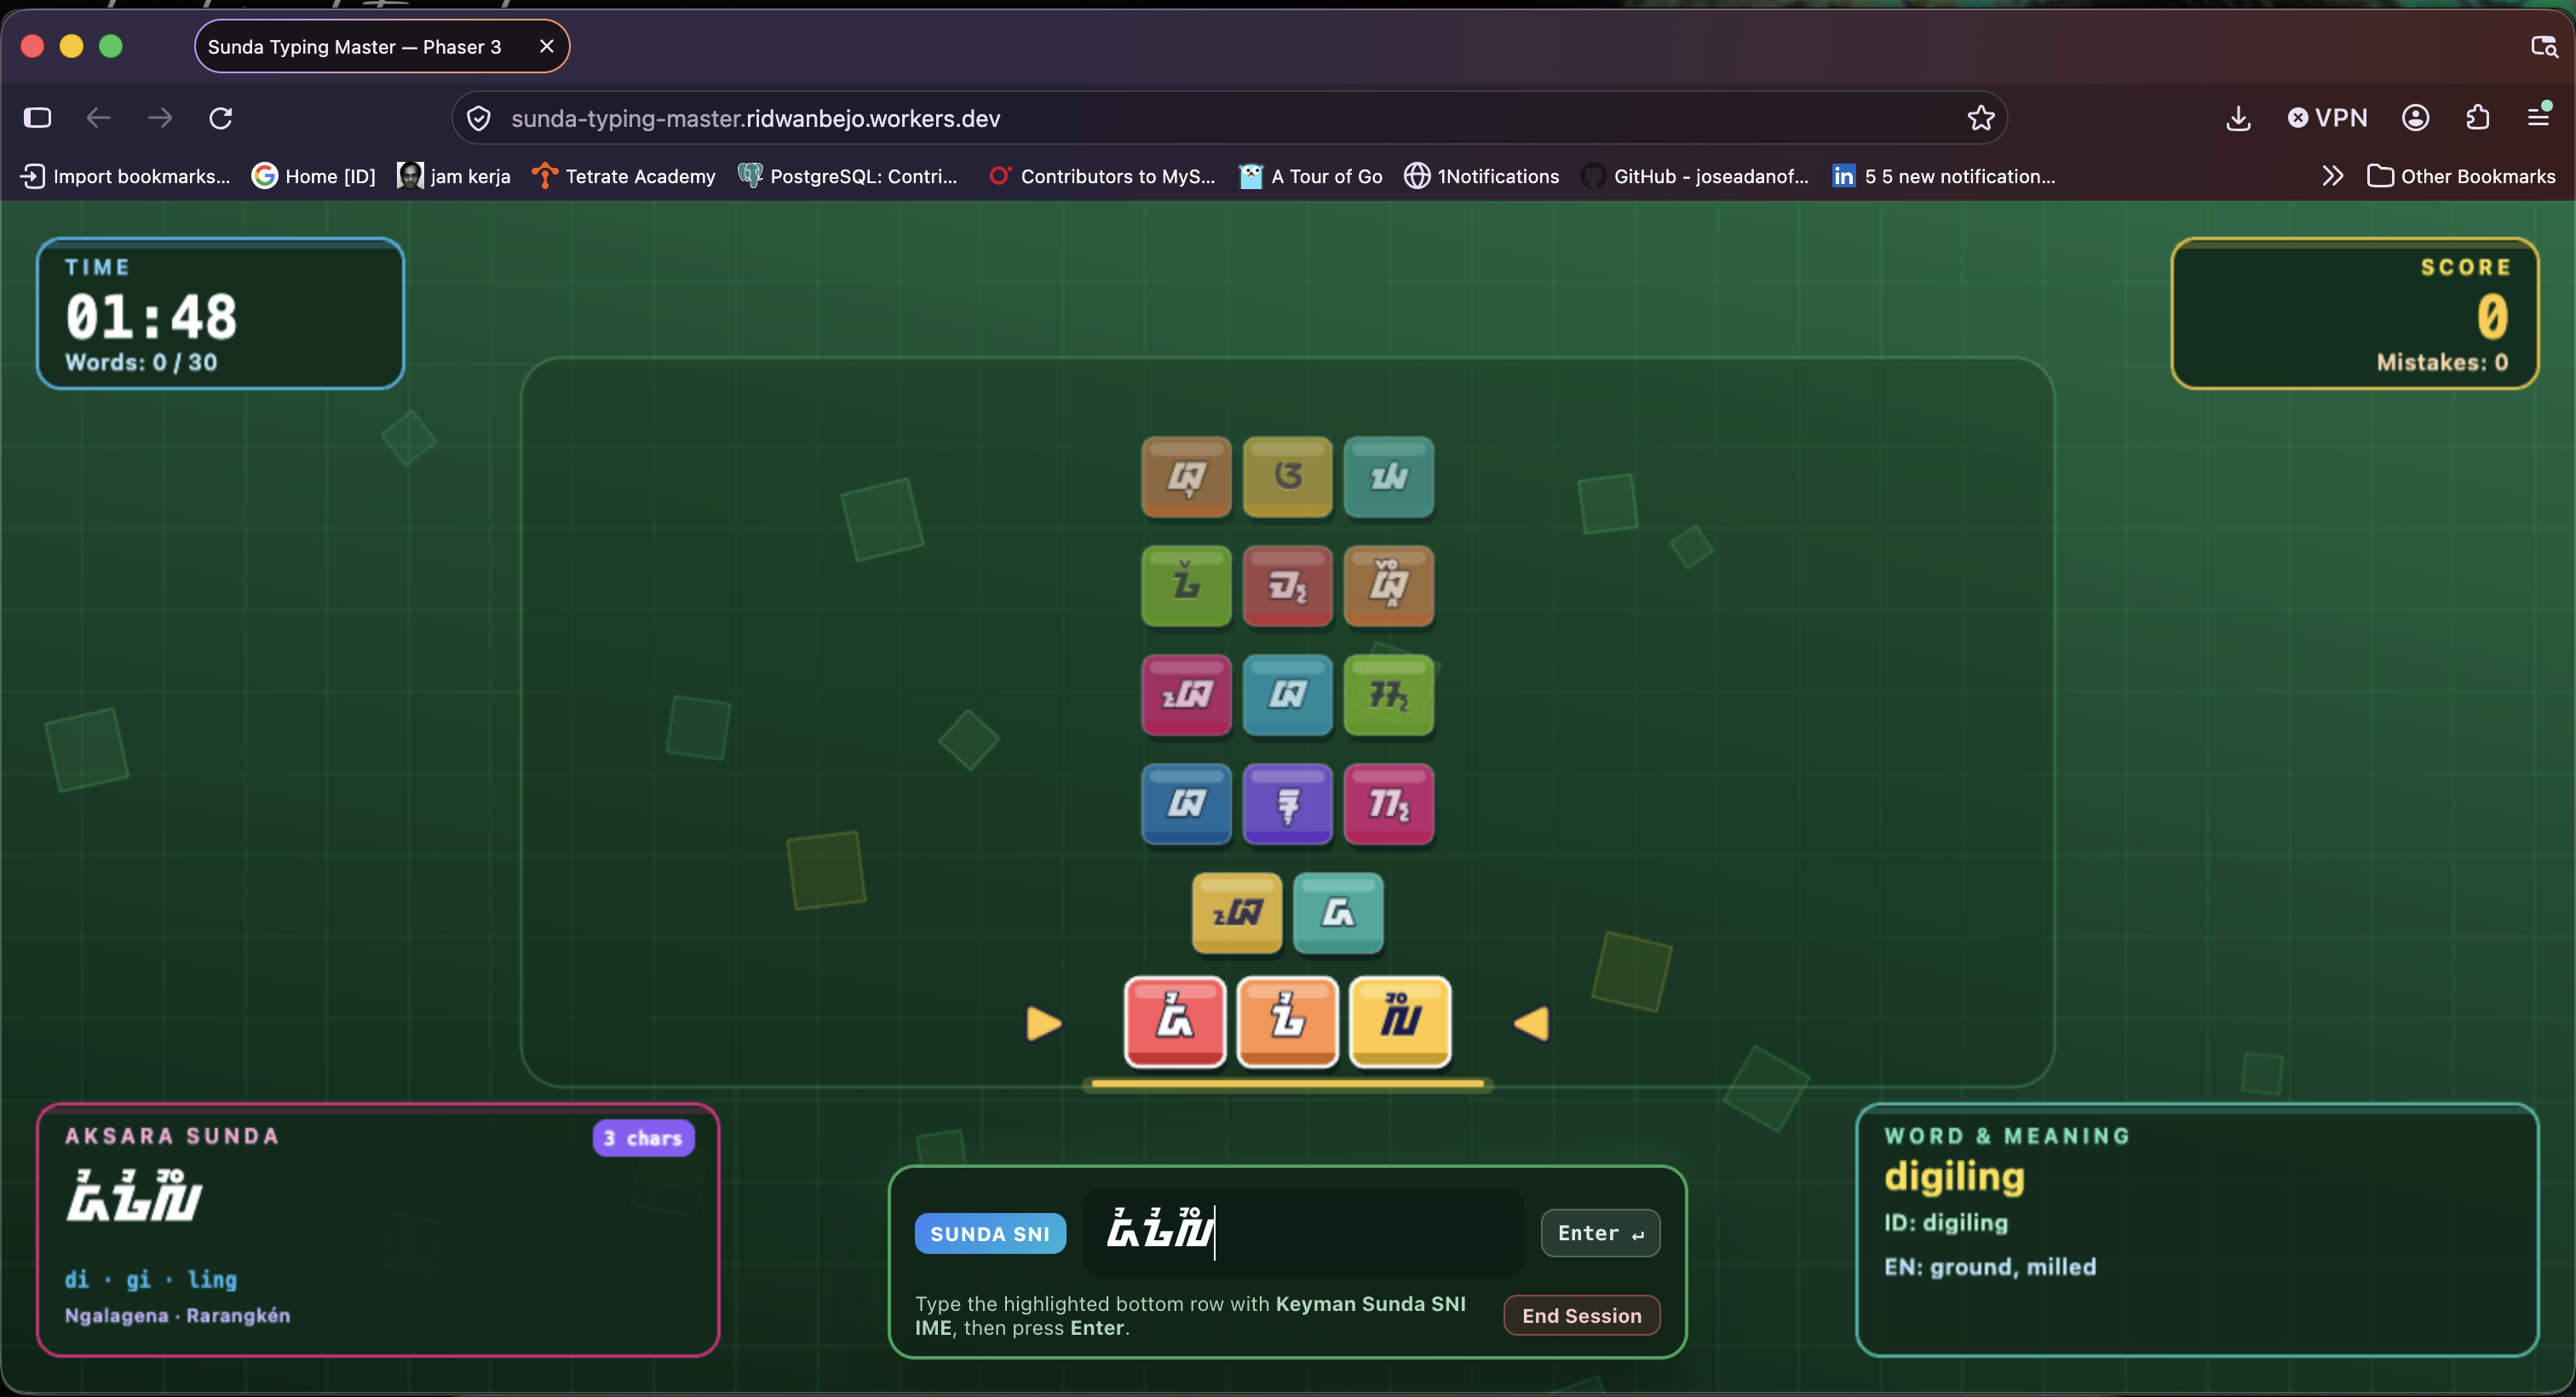 Sunda Typing Master — Phaser 3
sunda-typing-master.ridwanbejo.workers.dev
VPN
Import bookmarks... Home [ID] jam kerja Tetrate Academy PostgreSQL: Contri... Contributors to MyS... A Tour of Go 1Notifications GitHub - joseadanof... 5 5 new notification... Other Bookmarks
TIME
01:48
Words: 0 / 30
SCORE
0
Mistakes: 0
ᮊ᮪
ᮓ
ᮓᮤ ᮌᮤ ᮜᮤᮀ
AKSARA SUNDA
3 chars
ᮓᮤᮌᮤᮜᮤᮀ
di · gi · ling
Ngalagena · Rarangkén
SUNDA SNI
ᮓᮤᮌᮤᮜᮤᮀ
Enter ↵
Type the highlighted bottom row with Keyman Sunda SNI
IME, then press Enter.
End Session
WORD & MEANING
digiling
ID: digiling
EN: ground, milled